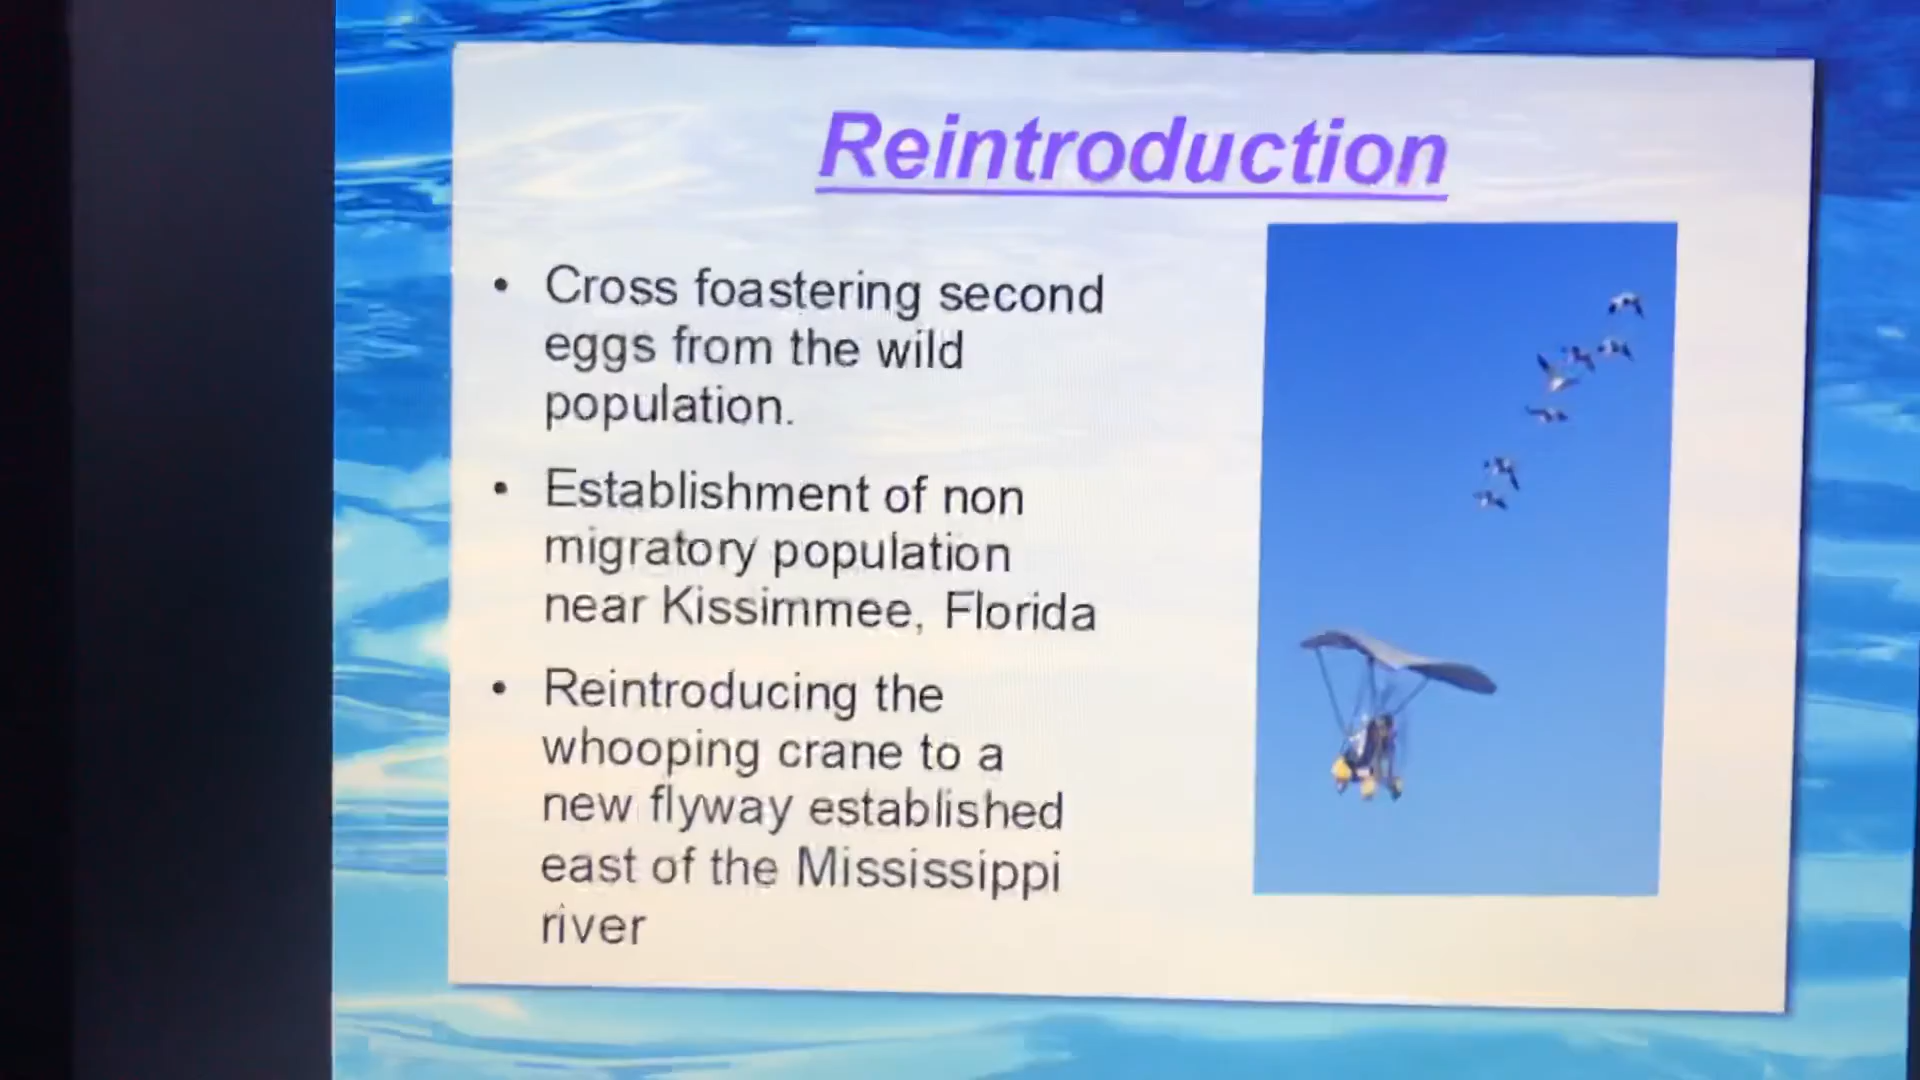 Reintroduction
• Cross foastering second
eggs from the wild
population.
• Establishment of non
migratory population
near Kissimmee, Florida
• Reintroducing the
whooping crane to a
new flyway established
east of the Mississippi
river